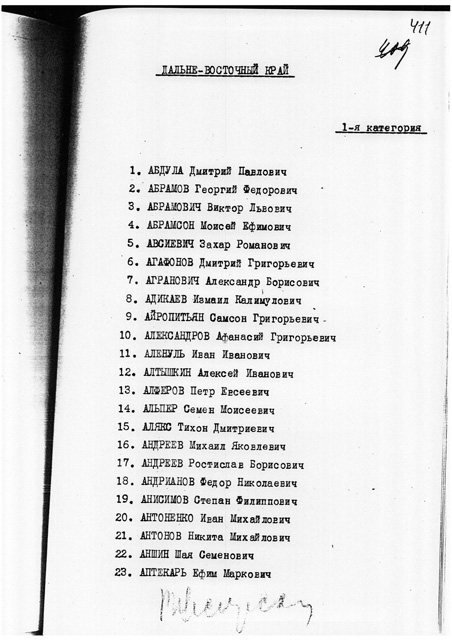 411
ДАЛЬНЕ-ВОСТОЧНЫЙ КРАЙ
1-я категория
1. АБДУЛА Дмитрий Павлович
2. АБРАМОВ Георгий Федорович
3. АБРАМОВИЧ Виктор Львович
4. АБРАМСОН Моисей Ефимович
5. АВСИЕВИЧ Захар Романович
6. АГАФОНОВ Дмитрий Григорьевич
7. АГРАНОВИЧ Александр Борисович
8. АДИКАЕВ Измаил Калимулович
9. АЙРОПИТЬЯН Самсон Григорьевич
10. АЛЕКСАНДРОВ Афанасий Григорьевич
11. АЛЕНУЛЬ Иван Иванович
12. АЛТЫШКИН Алексей Иванович
13. АЛФЕРОВ Петр Евсеевич
14. АЛЬПЕР Семен Моисеевич
15. АЛЯКС Тихон Дмитриевич
16. АНДРЕЕВ Михаил Яковлевич
17. АНДРЕЕВ Ростислав Борисович
18. АНДРИАНОВ Федор Николаевич
19. АНИСИМОВ Степан Филиппович
20. АНТОНЕНКО Иван Михайлович
21. АНТОНОВ Никита Михайлович
22. АНШИН Шая Семенович
23. АПТЕКАРЬ Ефим Маркович